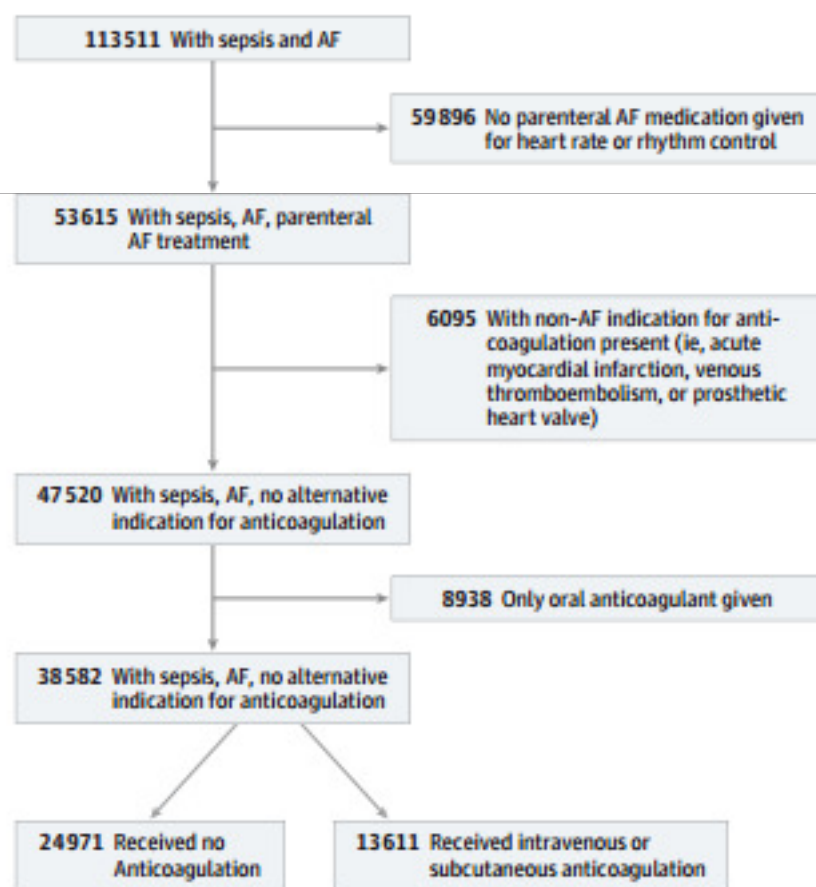 113511 With sepsis and AF
59896 No parenteral AF medication given
for heart rate or rhythm control
53615 With sepsis, AF, parenteral
AF treatment
6095 With non-AF indication for anti-
coagulation present (ie, acute
myocardial infarction, venous
thromboembolism, or prosthetic
heart valve)
47520 With sepsis, AF, no alternative
indication for anticoagulation
8938 Only oral anticoagulant given
38582 With sepsis, AF, no alternative
indication for anticoagulation
24971 Received no
Anticoagulation
13611 Received intravenous or
subcutaneous anticoagulation